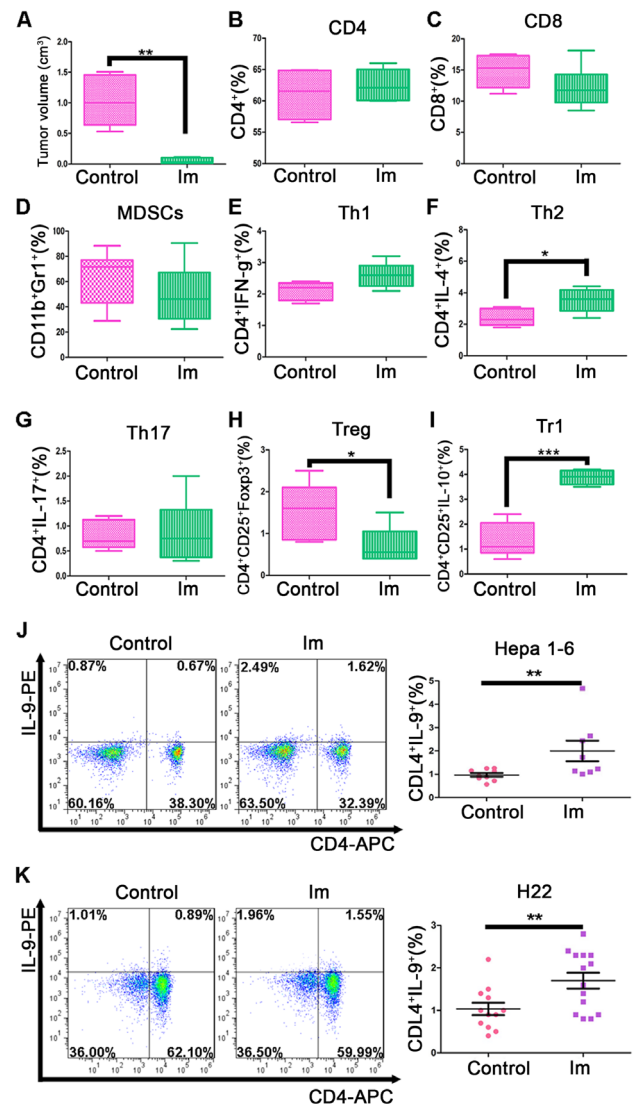 A
Tumor volume (cm³)
2.0
1.5
1.0
0.5
0.0
**
Control
Im
B
CD4
CD4⁺(%)
75
70
65
60
55
50
Control
Im
C
CD8
CD8⁺(%)
20
15
10
5
0
Control
Im
D
MDSCs
CD11b⁺Gr1⁺(%)
100
80
60
40
20
0
Control
Im
E
Th1
CD4⁺IFN-g⁺(%)
4
3
2
1
0
Control
Im
F
Th2
CD4⁺IL-4⁺(%)
8
6
4
2
0
*
Control
Im
G
Th17
CD4⁺IL-17⁺(%)
2.5
2.0
1.5
1.0
0.5
0.0
Control
Im
H
Treg
CD4⁺CD25⁺Foxp3⁺(%)
3
2
1
0
*
Control
Im
I
Tr1
CD4⁺CD25⁺IL-10⁺(%)
5
4
3
2
1
0
***
Control
Im
J
Control
Im
IL-9-PE
0.87%
0.67%
60.16%
38.30%
2.49%
1.62%
63.50%
32.39%
CD4-APC
Hepa 1-6
CDL4⁺IL-9⁺(%)
5
4
3
2
1
0
**
Control
Im
K
Control
Im
IL-9-PE
1.01%
0.89%
36.00%
62.10%
1.96%
1.55%
36.50%
59.99%
CD4-APC
H22
CDL4⁺IL-9⁺(%)
3
2
1
0
**
Control
Im